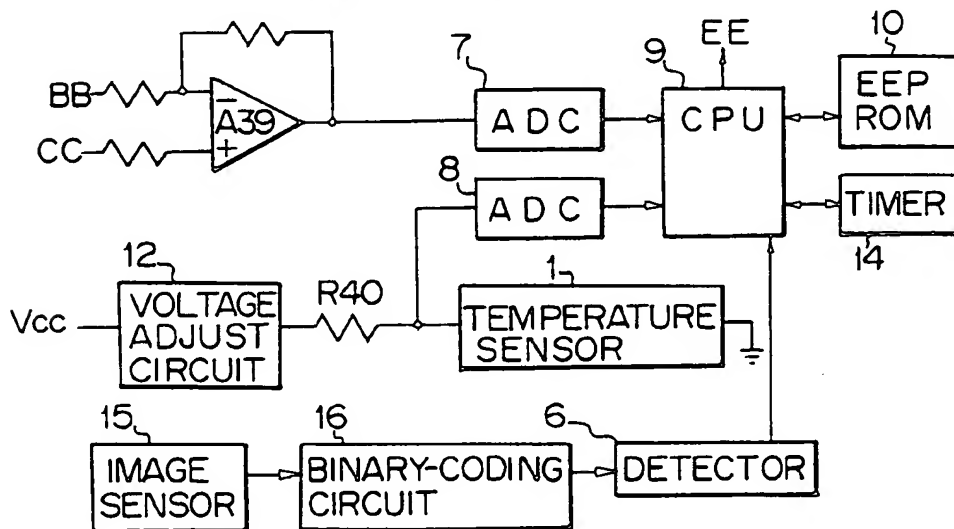 EE
10
7
9
BB
−
A39
+
CC
ADC
CPU
EEP
ROM
8
ADC
TIMER
14
12
R40
1
Vcc
VOLTAGE
ADJUST
CIRCUIT
TEMPERATURE
SENSOR
15
16
6
IMAGE
SENSOR
BINARY-CODING
CIRCUIT
DETECTOR